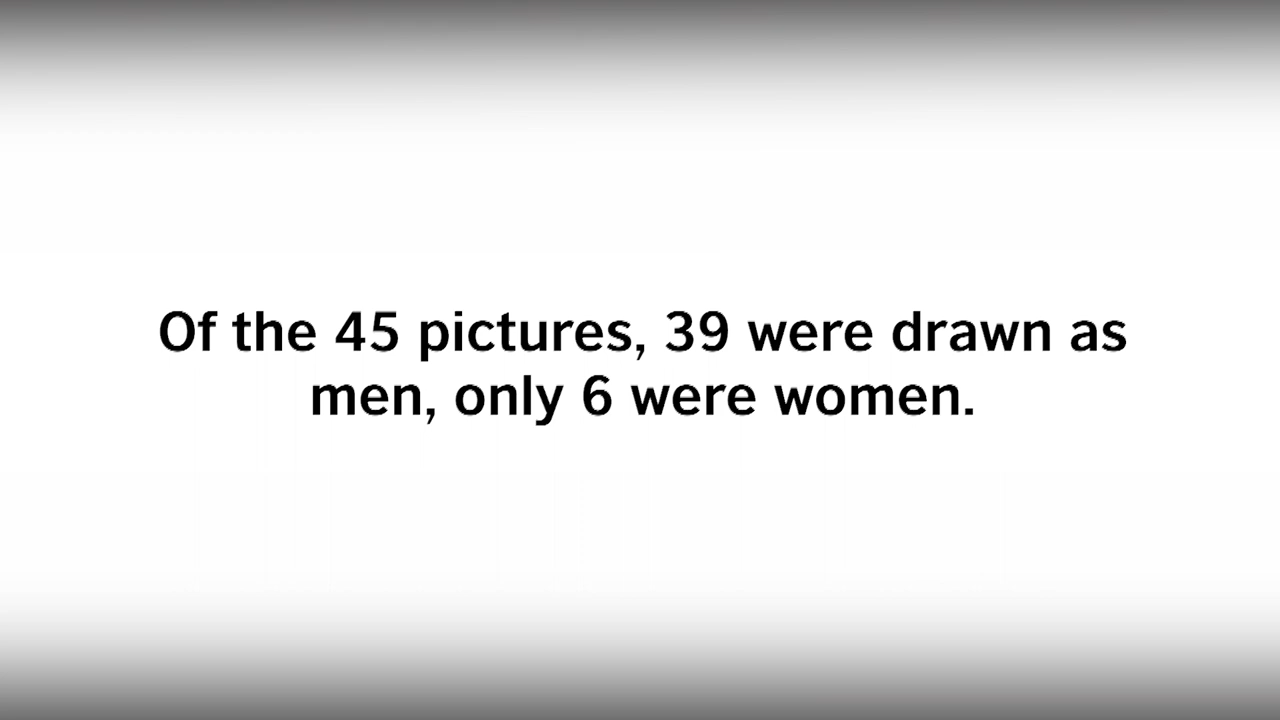 Of the 45 pictures, 39 were drawn as
men, only 6 were women.